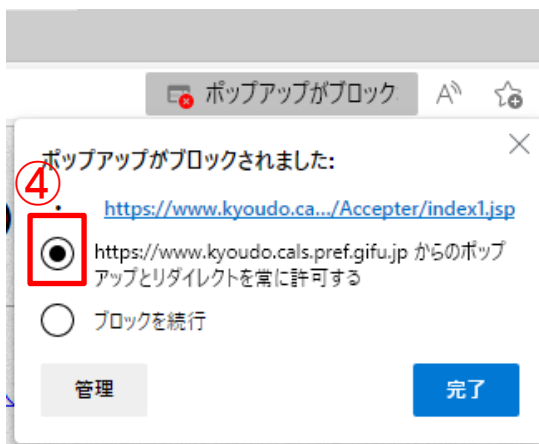 ポップアップがブロック
ポップアップがブロックされました:
④
・ https://www.kyoudo.ca.../Accepter/index1.jsp
https://www.kyoudo.cals.pref.gifu.jp からのポップ
アップとリダイレクトを常に許可する
ブロックを続行
管理
完了